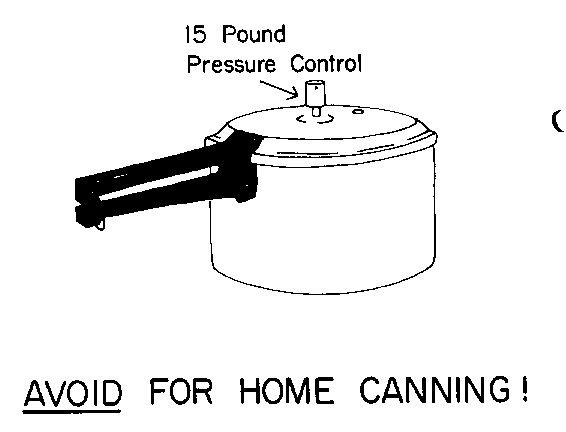 15 Pound
Pressure Control
AVOID FOR HOME CANNING!